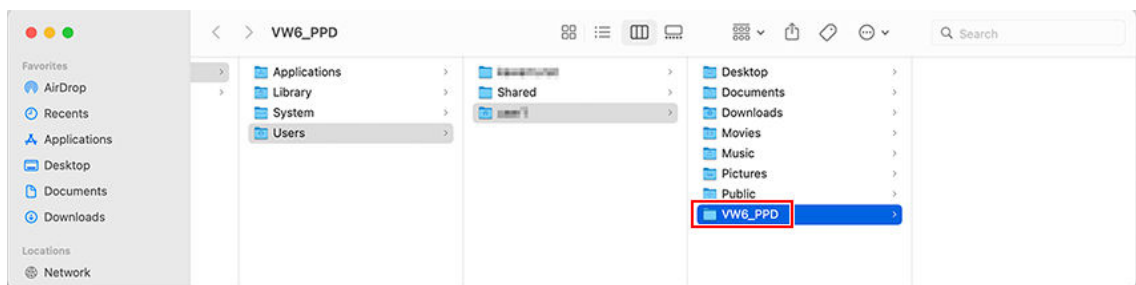 VW6_PPD
Search
Favorites
AirDrop
Recents
Applications
Desktop
Documents
Downloads
Locations
Network
Applications
Library
System
Users
Shared
Desktop
Documents
Downloads
Movies
Music
Pictures
Public
VW6_PPD